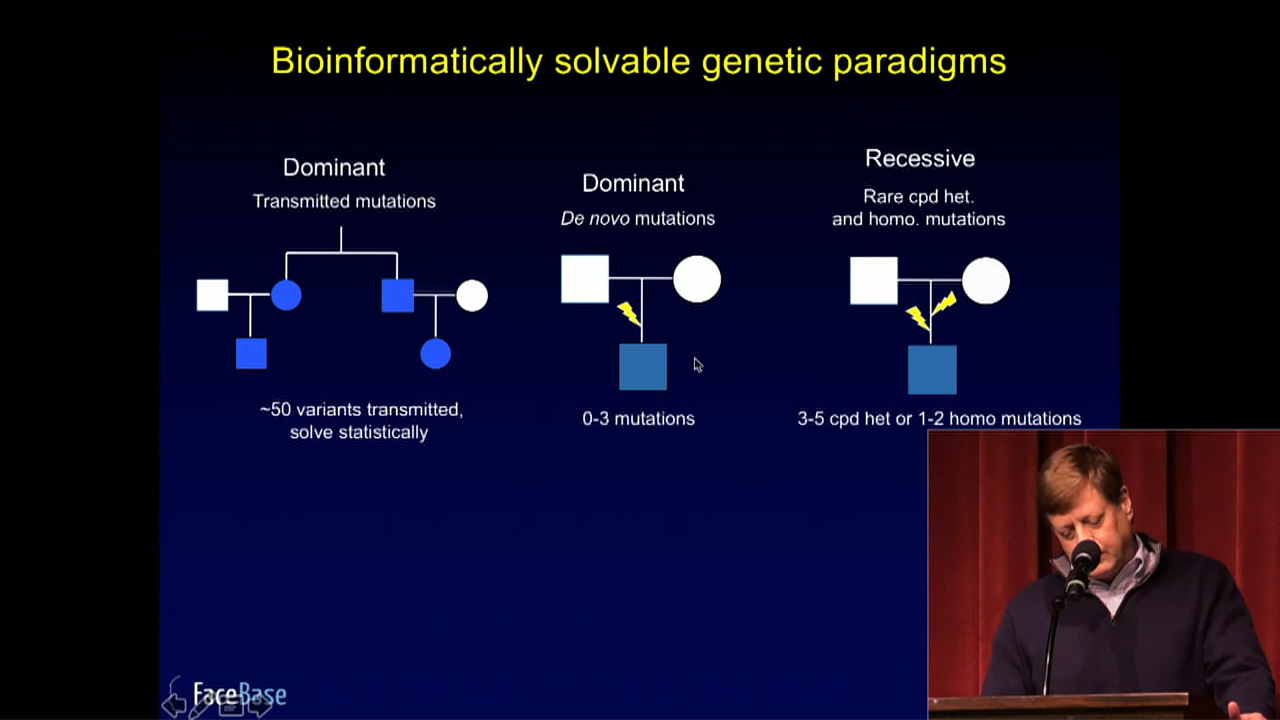 Bioinformatically solvable genetic paradigms
Dominant
Transmitted mutations
~50 variants transmitted,
solve statistically
Dominant
De novo mutations
0-3 mutations
Recessive
Rare cpd het.
and homo. mutations
3-5 cpd het or 1-2 homo mutations
FaceBase